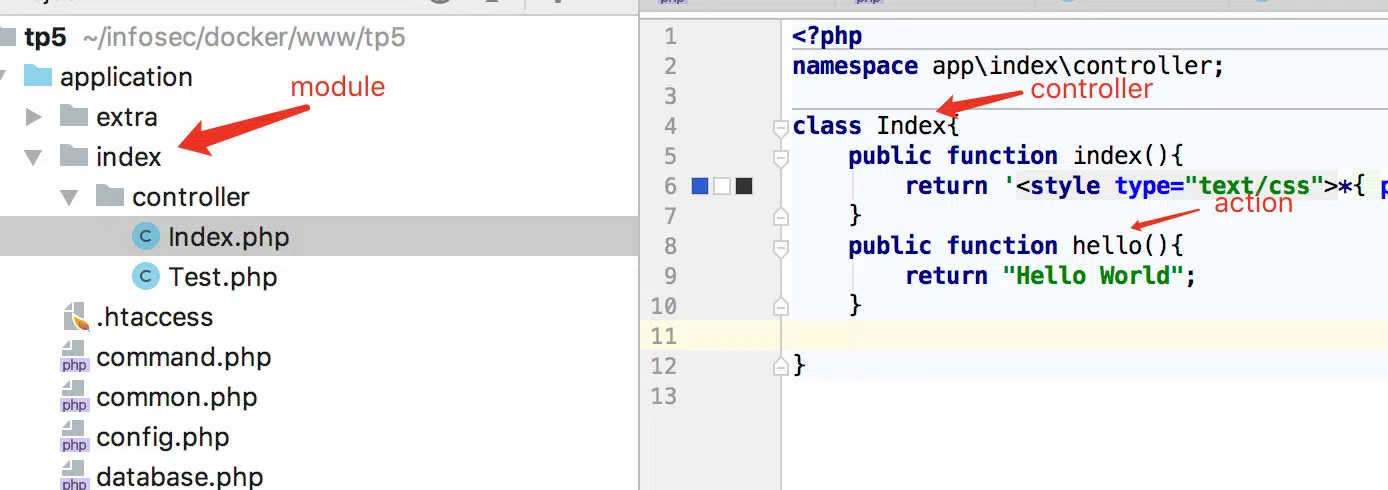 tp5 ~/infosec/docker/www/tp5
application
module
extra
index
controller
Index.php
Test.php
.htaccess
php command.php
php common.php
php config.php
php database.php
1 <?php
2 namespace app\index\controller;
controller
3
4 class Index{
5 public function index(){
6 return '<style type="text/css">*{ p
action
7 }
8 public function hello(){
9 return "Hello World";
10 }
11
12 }
13